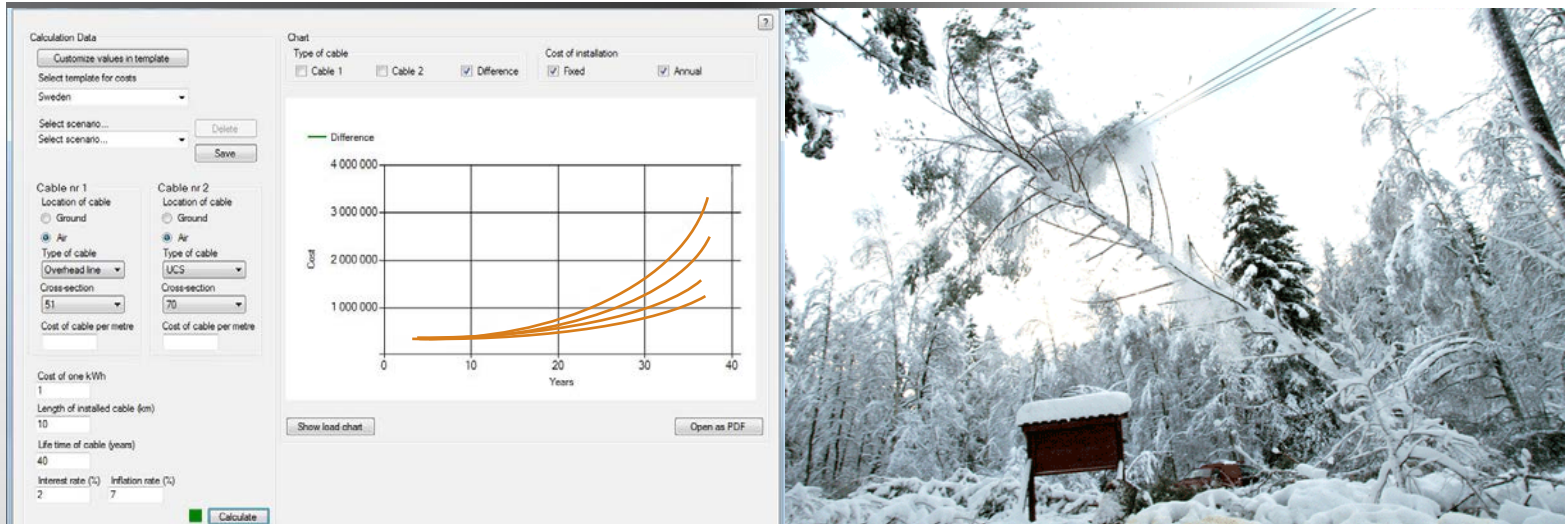 ?
Calculation Data
Customize values in template
Select template for costs
Sweden
Select scenario...
Select scenario...
Delete
Save
Cable nr 1
Location of cable
Ground
Air
Type of cable
Overhead line
Cross-section
51
Cost of cable per metre
Cable nr 2
Location of cable
Ground
Air
Type of cable
UCS
Cross-section
70
Cost of cable per metre
Cost of one kWh
1
Length of installed cable (km)
10
Life time of cable (years)
40
Interest rate (%) Inflation rate (%)
2 7
Calculate
Chart
Type of cable
Cable 1 Cable 2 Difference
Cost of installation
Fixed Annual
Difference
4 000 000
3 000 000
2 000 000
1 000 000
Cost
0 10 20 30 40
Years
Show load chart
Open as PDF